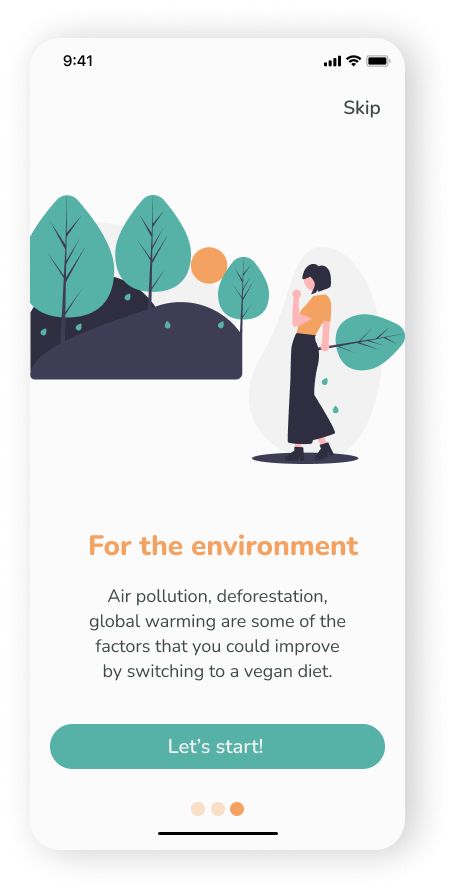 9:41
Skip
For the environment
Air pollution, deforestation,
global warming are some of the
factors that you could improve
by switching to a vegan diet.
Let’s start!